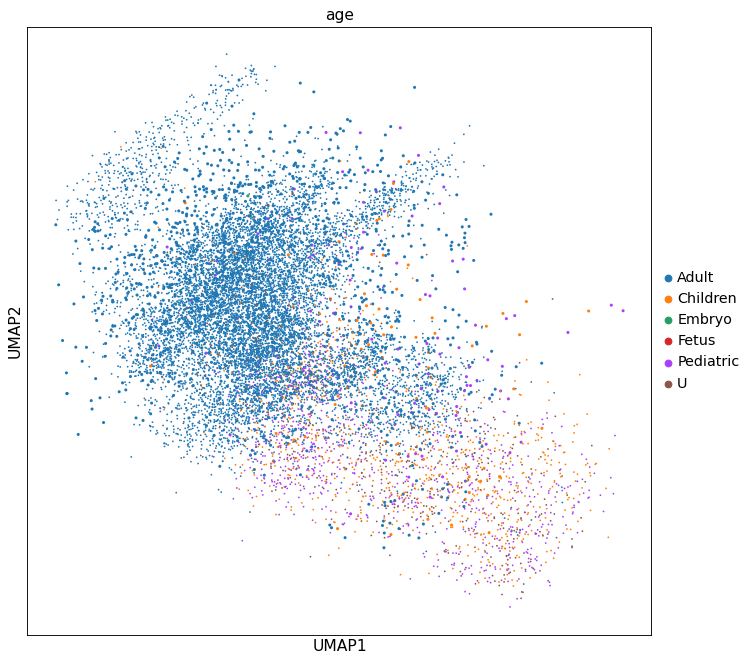 age
UMAP2
UMAP1
Adult
Children
Embryo
Fetus
Pediatric
U